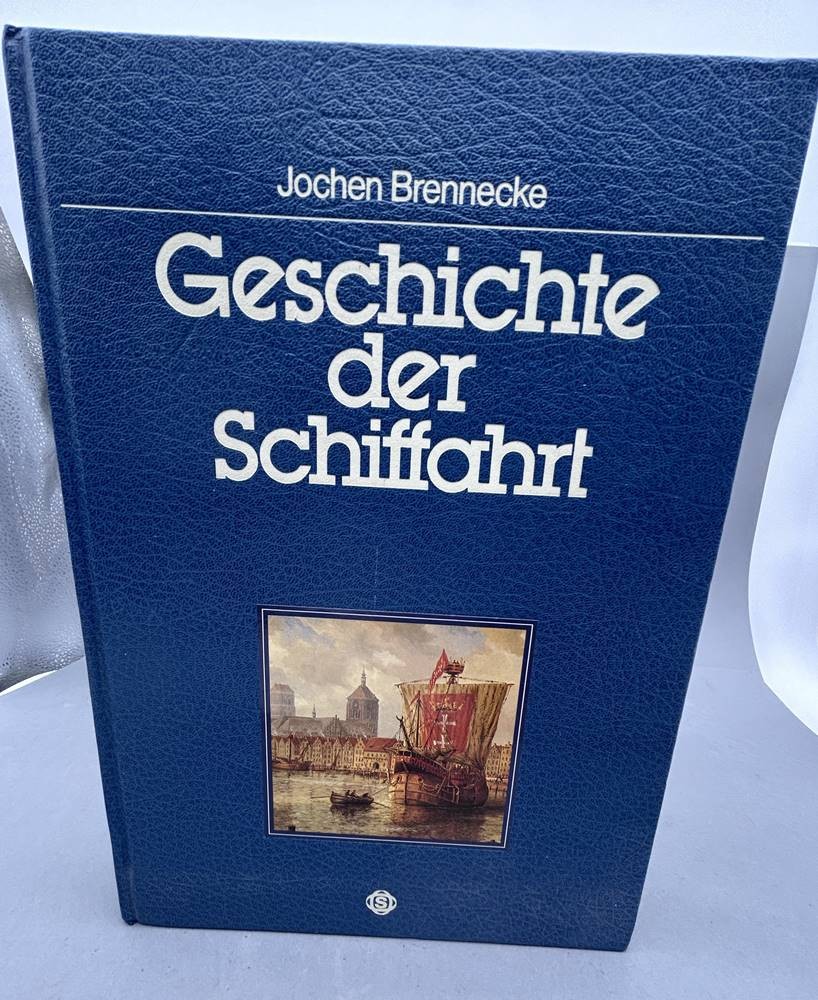 Jochen Brennecke
Geschichte
der
Schiffahrt
S